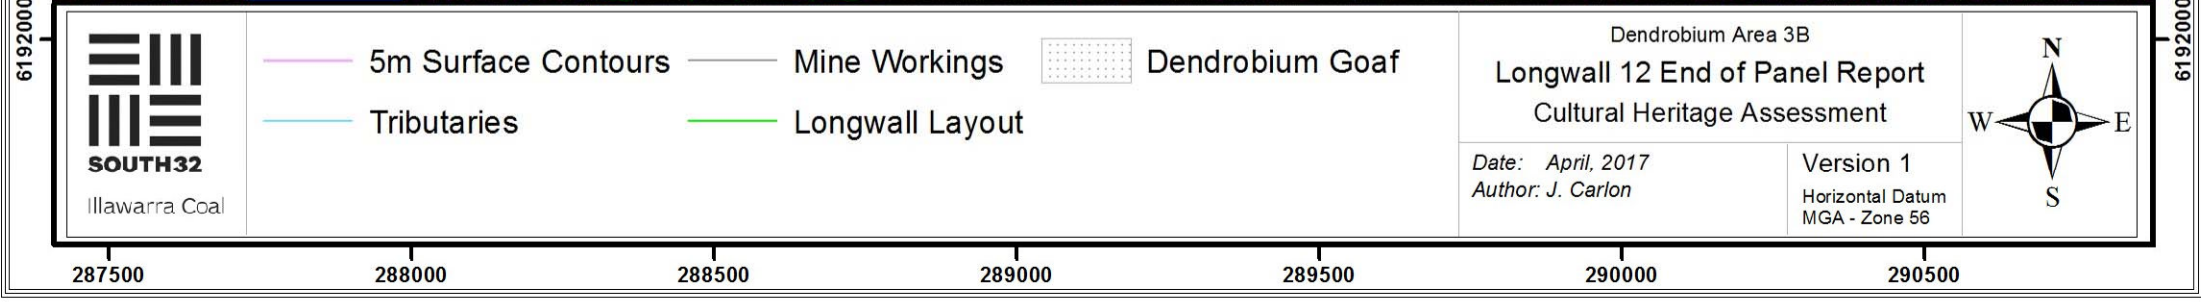 6192000
SOUTH32
Illawarra Coal
5m Surface Contours
Tributaries
Mine Workings
Longwall Layout
Dendrobium Goaf
Dendrobium Area 3B
Longwall 12 End of Panel Report
Cultural Heritage Assessment
Date: April, 2017
Author: J. Carlon
Version 1
Horizontal Datum
MGA - Zone 56
N
W E
S
6192000
287500 288000 288500 289000 289500 290000 290500